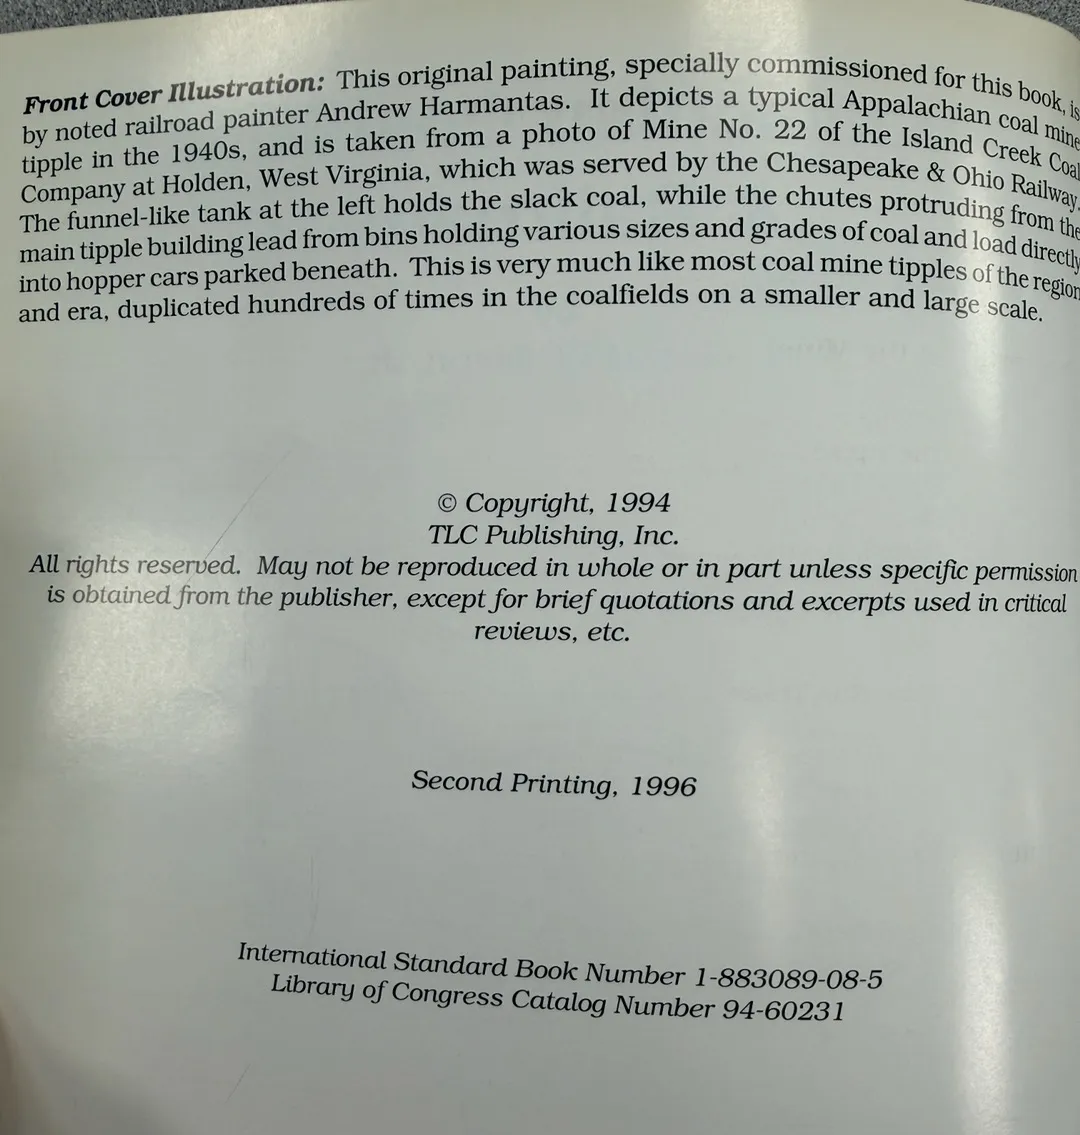 Front Cover Illustration: This original painting, specially commissioned for this book, is
by noted railroad painter Andrew Harmantas. It depicts a typical Appalachian coal mine
tipple in the 1940s, and is taken from a photo of Mine No. 22 of the Island Creek Coal
Company at Holden, West Virginia, which was served by the Chesapeake & Ohio Railway.
The funnel-like tank at the left holds the slack coal, while the chutes protruding from the
main tipple building lead from bins holding various sizes and grades of coal and load directly
into hopper cars parked beneath. This is very much like most coal mine tipples of the region
and era, duplicated hundreds of times in the coalfields on a smaller and large scale.
© Copyright, 1994
TLC Publishing, Inc.
All rights reserved. May not be reproduced in whole or in part unless specific permission
is obtained from the publisher, except for brief quotations and excerpts used in critical
reviews, etc.
Second Printing, 1996
International Standard Book Number 1-883089-08-5
Library of Congress Catalog Number 94-60231